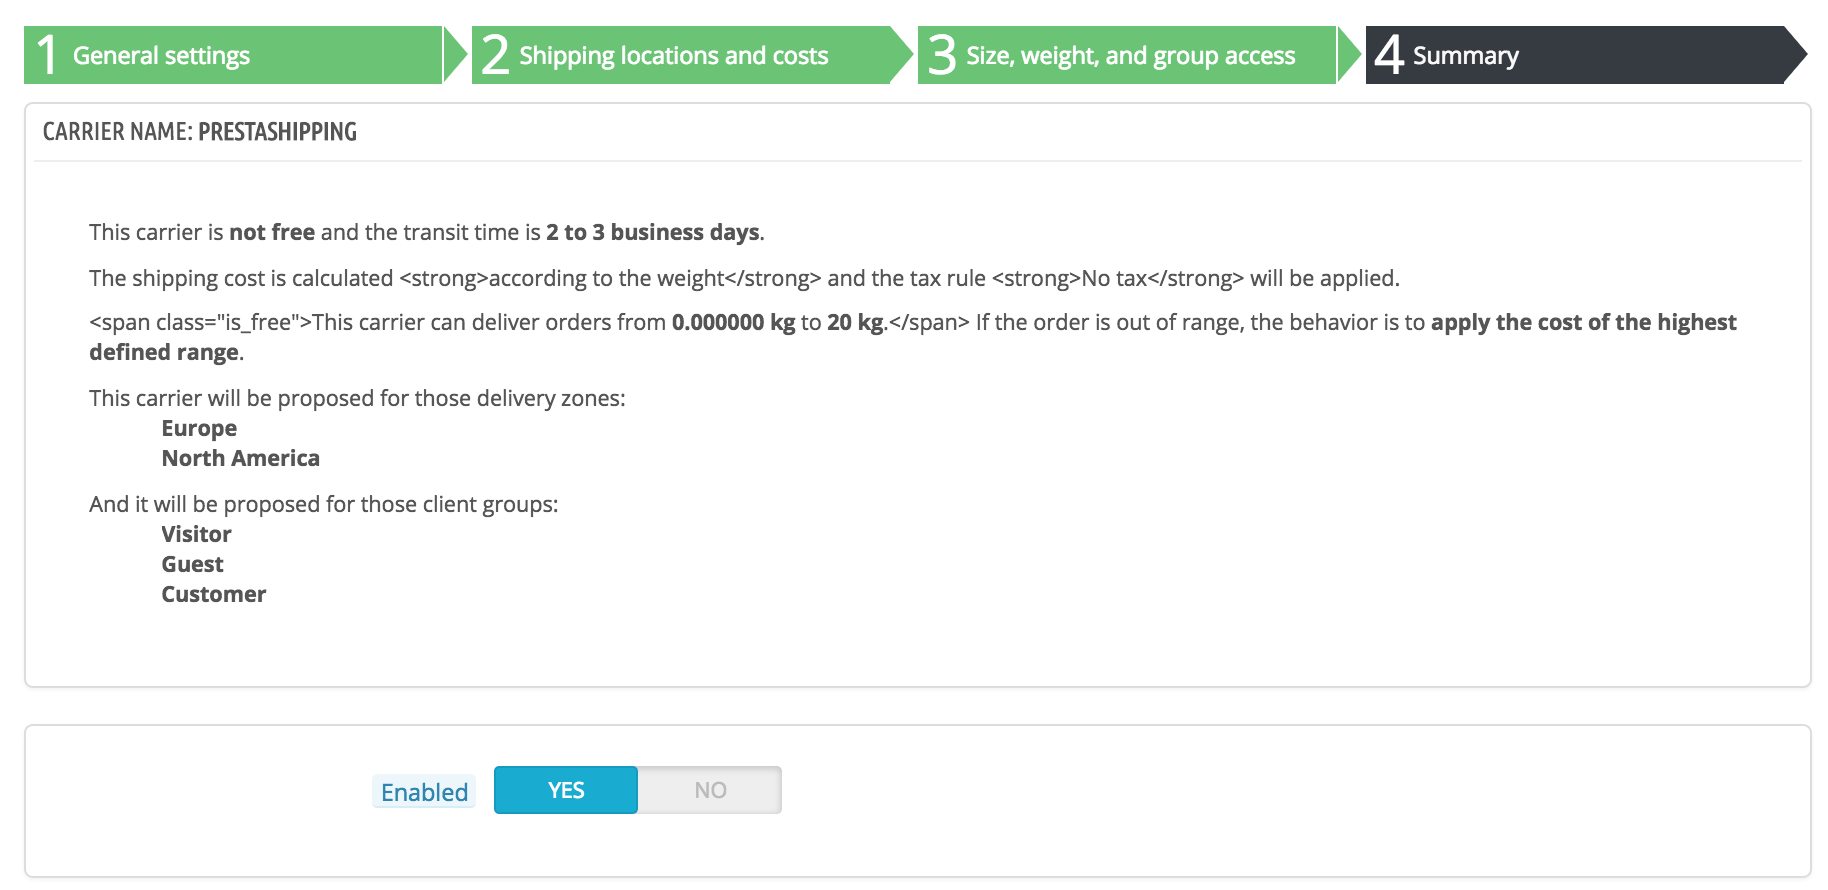 1 General settings
2 Shipping locations and costs
3 Size, weight, and group access
4 Summary
CARRIER NAME: PRESTASHIPPING
This carrier is not free and the transit time is 2 to 3 business days.
The shipping cost is calculated <strong>according to the weight</strong> and the tax rule <strong>No tax</strong> will be applied.
<span class="is_free">This carrier can deliver orders from 0.000000 kg to 20 kg.</span> If the order is out of range, the behavior is to apply the cost of the highest
defined range.
This carrier will be proposed for those delivery zones:
Europe
North America
And it will be proposed for those client groups:
Visitor
Guest
Customer
Enabled YES NO